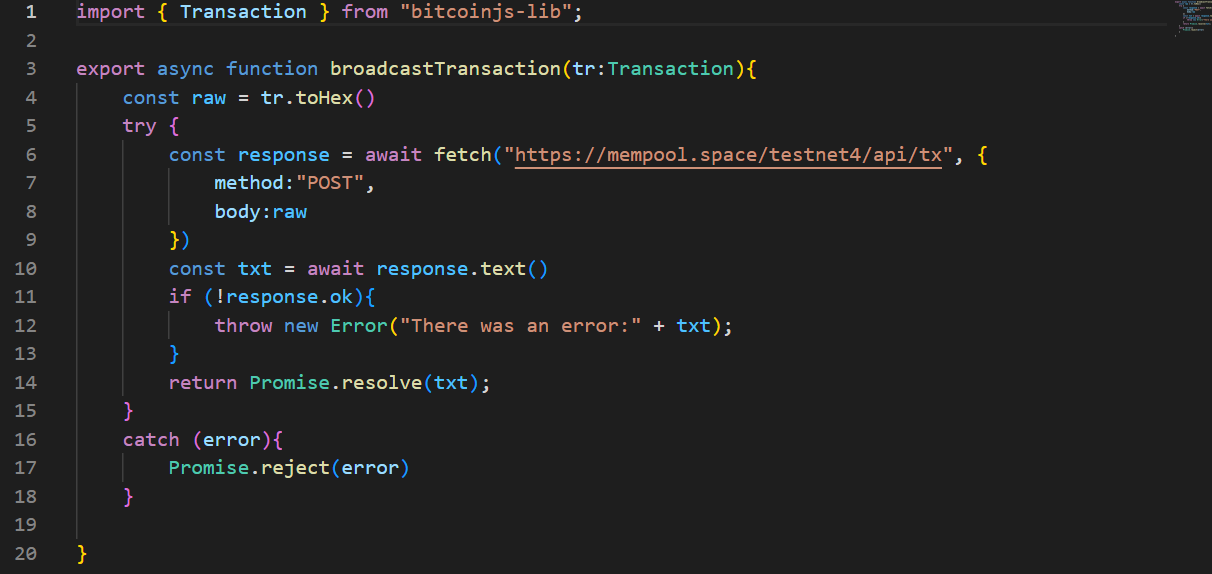 1 import { Transaction } from "bitcoinjs-lib";
2
3 export async function broadcastTransaction(tr:Transaction){
4     const raw = tr.toHex()
5     try {
6         const response = await fetch("https://mempool.space/testnet4/api/tx", {
7             method:"POST",
8             body:raw
9         })
10         const txt = await response.text()
11         if (!response.ok){
12             throw new Error("There was an error:" + txt);
13         }
14         return Promise.resolve(txt);
15     }
16     catch (error){
17         Promise.reject(error)
18     }
19
20 }